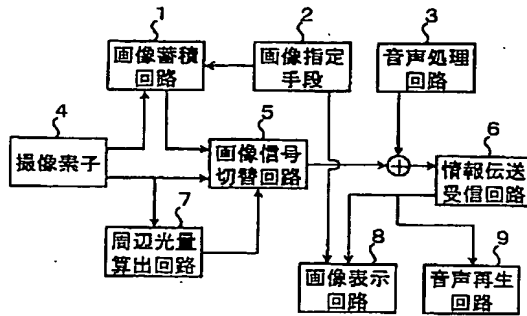 1
画像蓄積
回路
2
画像指定
手段
3
音声処理
回路
4
撮像素子
5
画像信号
切替回路
6
情報伝送
受信回路
7
周辺光量
算出回路
8
画像表示
回路
9
音声再生
回路